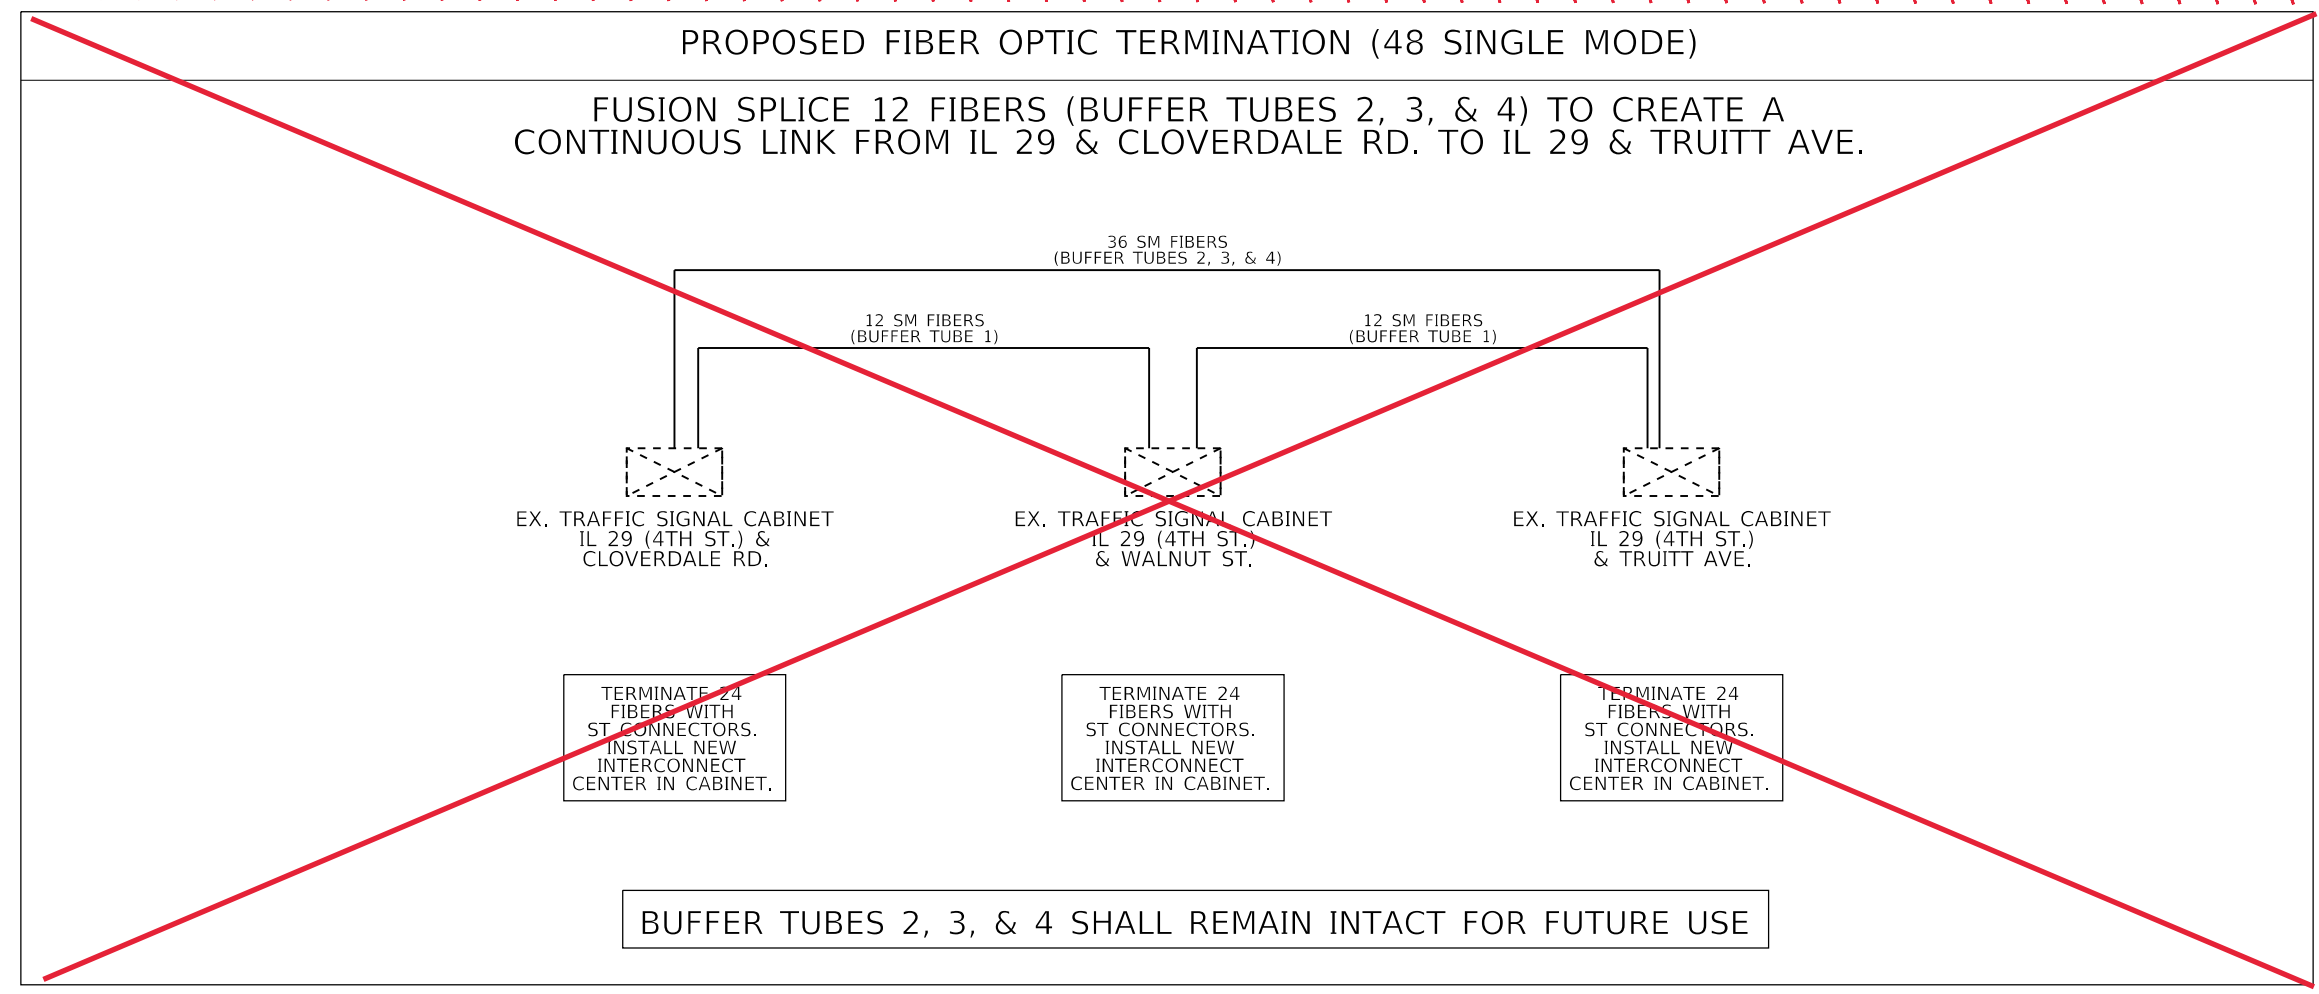 PROPOSED FIBER OPTIC TERMINATION (48 SINGLE MODE)
FUSION SPLICE 12 FIBERS (BUFFER TUBES 2, 3, & 4) TO CREATE A
CONTINUOUS LINK FROM IL 29 & CLOVERDALE RD. TO IL 29 & TRUITT AVE.
36 SM FIBERS
(BUFFER TUBES 2, 3, & 4)
12 SM FIBERS
(BUFFER TUBE 1)
12 SM FIBERS
(BUFFER TUBE 1)
EX. TRAFFIC SIGNAL CABINET
IL 29 (4TH ST.) &
CLOVERDALE RD.
EX. TRAFFIC SIGNAL CABINET
IL 29 (4TH ST.)
& WALNUT ST.
EX. TRAFFIC SIGNAL CABINET
IL 29 (4TH ST.)
& TRUITT AVE.
TERMINATE 24
FIBERS WITH
ST CONNECTORS.
INSTALL NEW
INTERCONNECT
CENTER IN CABINET.
TERMINATE 24
FIBERS WITH
ST CONNECTORS.
INSTALL NEW
INTERCONNECT
CENTER IN CABINET.
TERMINATE 24
FIBERS WITH
ST CONNECTORS.
INSTALL NEW
INTERCONNECT
CENTER IN CABINET.
BUFFER TUBES 2, 3, & 4 SHALL REMAIN INTACT FOR FUTURE USE